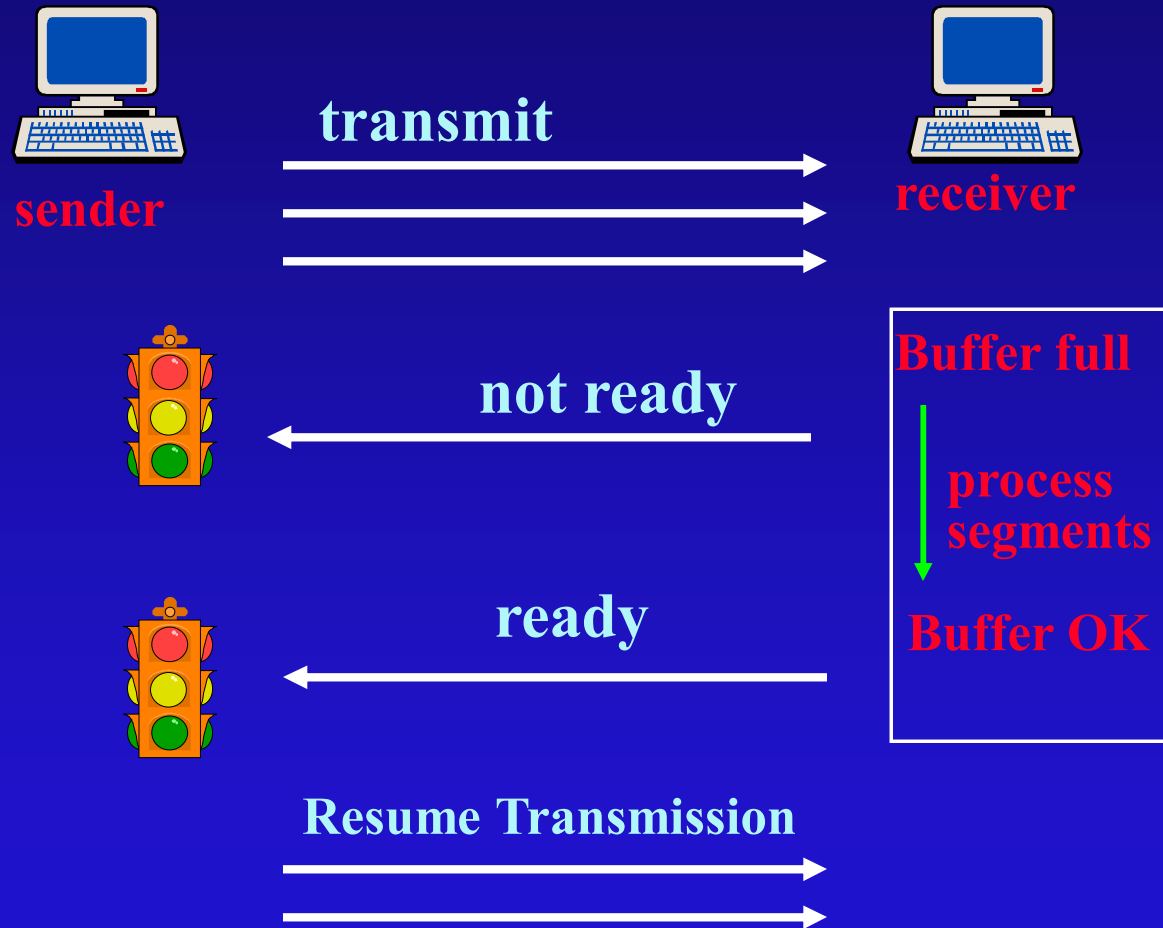 transmit
sender
receiver
Buffer full
not ready
process
segments
ready
Buffer OK
Resume Transmission